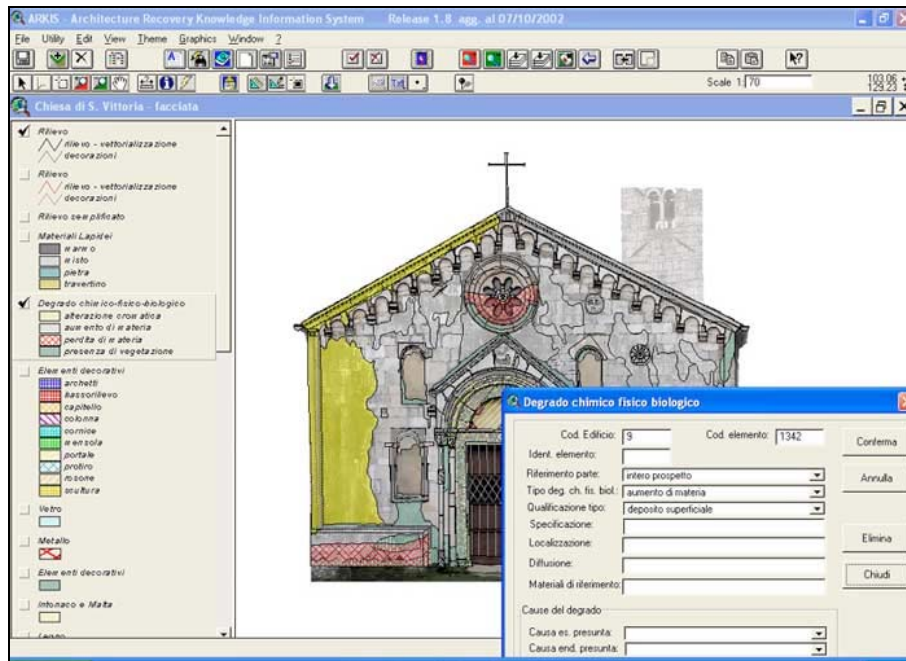 ARKIS - Architecture Recovery Knowledge Information System Release 1.8 agg. al 07/10/2002
File Utility Edit View Theme Graphics Window ?
Scale 1: 70
103.06
129.23
Chiesa di S. Vittoria - facciata
Rilievo
rilievo - vettorializzazione
decorazioni
Rilievo
rilievo - vettorializzazione
decorazioni
Rilievo semplificato
Materiali Lapidei
marmo
misto
pietra
travertino
Degrado chimico-fisico-biologico
alterazione cromatica
aumento di materia
perdita di materia
presenza di vegetazione
Elementi decorativi
archetti
bassorilievo
capitello
colonna
cornice
mensola
portale
protiro
rosone
scultura
Vetro
Metallo
Elementi decorativi
Intonaco e Malta
Legno
Degrado chimico fisico biologico
Cod. Edificio: 9 Cod. elemento: 1342
Conferma
Ident. elemento:
Riferimento parte: intero prospetto
Annulla
Tipo deg. ch. fis. biol.: aumento di materia
Qualificazione tipo: deposito superficiale
Specificazione:
Localizzazione:
Elimina
Diffusione:
Chiudi
Materiali di riferimento:
Cause del degrado
Causa es. presunta:
Causa end. presunta: